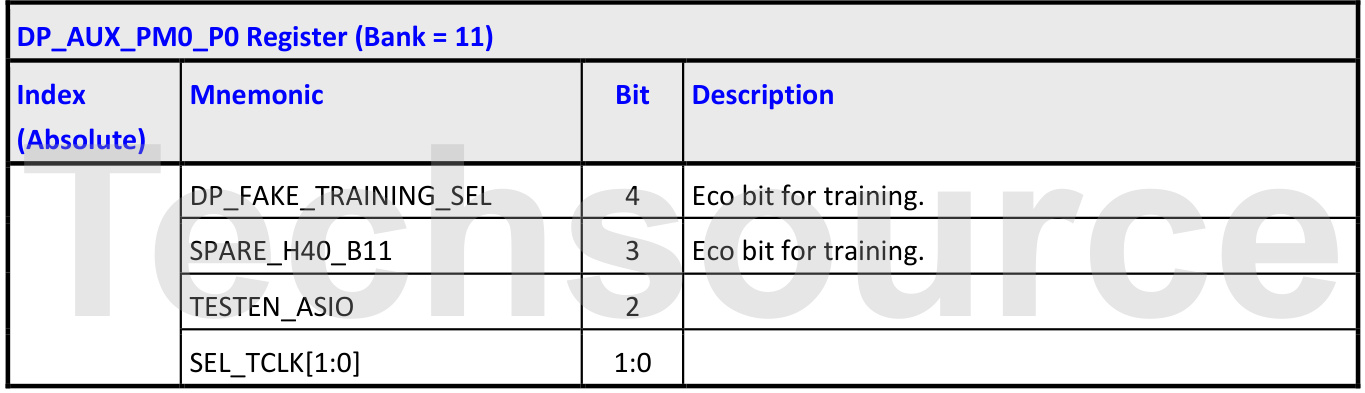 DP_AUX_PM0_P0 Register (Bank = 11)
Index Mnemonic Bit Description
(Absolute)
DP_FAKE_TRAINING_SEL 4 Eco bit for training.
SPARE_H40_B11 3 Eco bit for training.
TESTEN_ASIO 2
SEL_TCLK[1:0] 1:0
Techsource